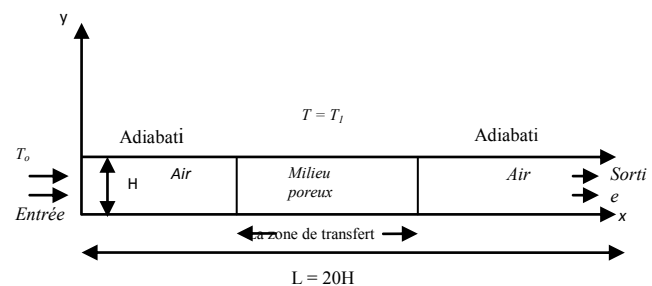 y
T = T1
Adiabati
Adiabati
To
Air
Milieu
poreux
Air
Sorti
e
H
Entrée
x
La zone de transfert
L = 20H